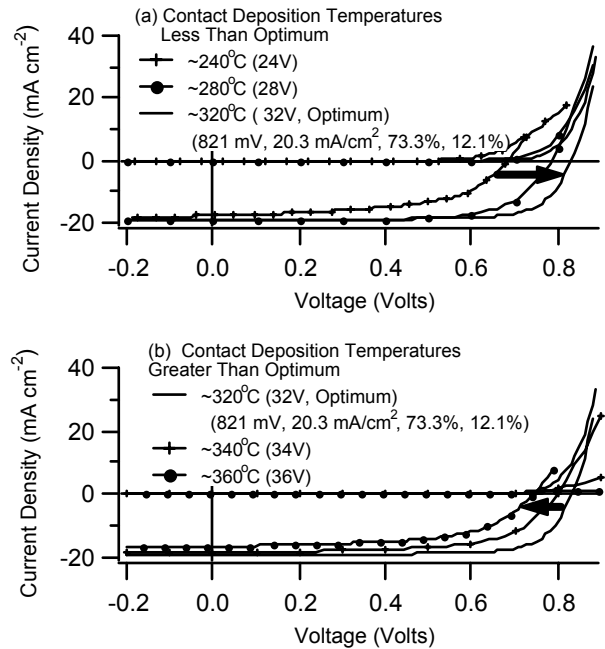 (a) Contact Deposition Temperatures
Less Than Optimum
~240°C (24V)
~280°C (28V)
~320°C ( 32V, Optimum)
(821 mV, 20.3 mA/cm², 73.3%, 12.1%)
Current Density (mA cm⁻²)
40
20
0
-20
-0.2 0.0 0.2 0.4 0.6 0.8
Voltage (Volts)
(b) Contact Deposition Temperatures
Greater Than Optimum
~320°C (32V, Optimum)
(821 mV, 20.3 mA/cm², 73.3%, 12.1%)
~340°C (34V)
~360°C (36V)
Current Density (mA cm⁻²)
40
20
0
-20
-0.2 0.0 0.2 0.4 0.6 0.8
Voltage (Volts)